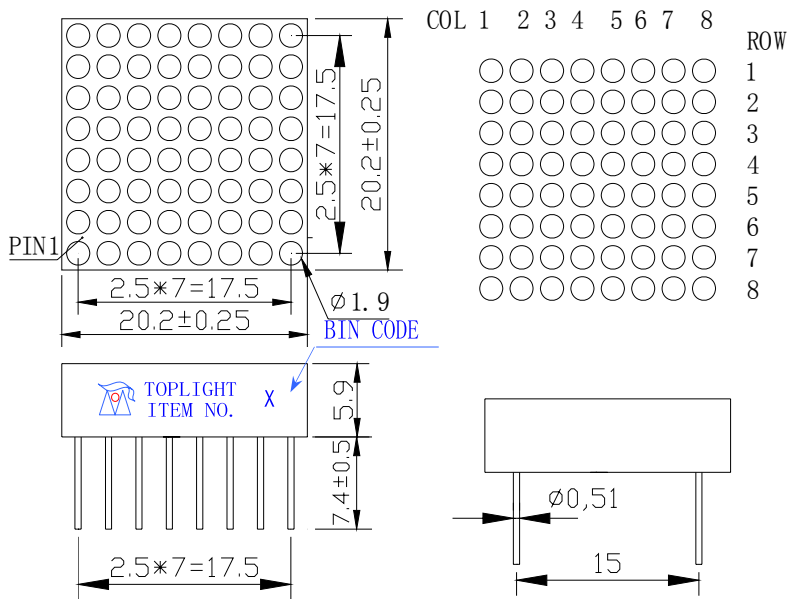 COL 1 2 3 4 5 6 7 8
ROW
1
2
3
4
5
6
7
8
2.5*7=17.5
20.2±0.25
PIN1
2.5*7=17.5
ø1.9
20.2±0.25
BIN CODE
TOPLIGHT
ITEM NO.
X
5.9
7.4±0.5
2.5*7=17.5
ø0,51
15